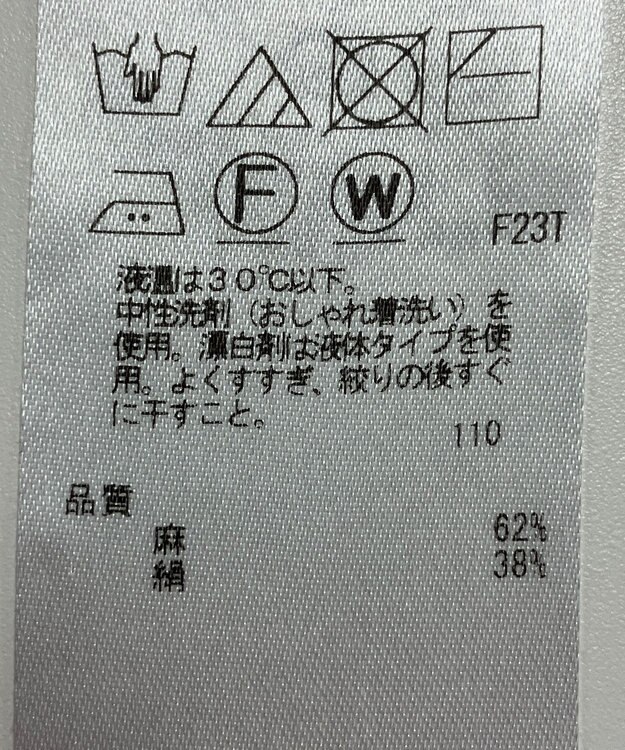 F
W
F23T
液温は30℃以下。
中性洗剤(おしゃれ着洗い)を
使用。漂白剤は液体タイプを使
用。よくすすぎ、絞りの後すぐ
に干すこと。
110
品質
麻 62%
絹 38%